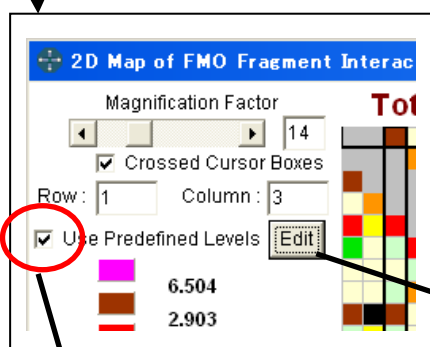 2D Map of FMO Fragment Interac
Magnification Factor
Tot
14
Crossed Cursor Boxes
Row : 1 Column : 3
Use Predefined Levels Edit
6.504
2.903